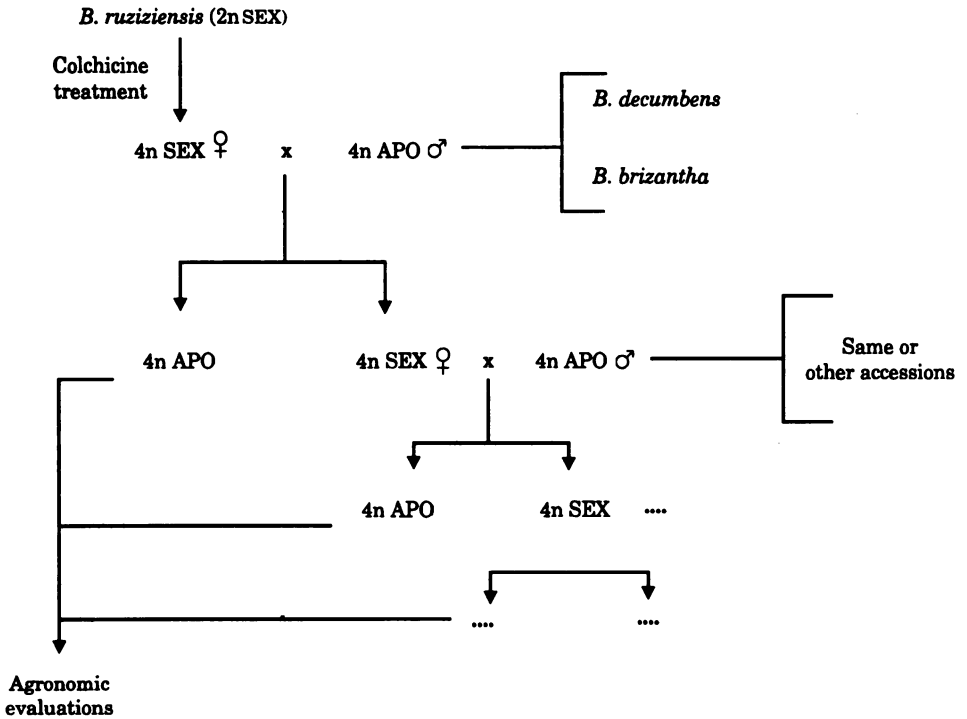 B. ruziziensis (2n SEX)
Colchicine
treatment
4n SEX ♀ x 4n APO ♂
B. decumbens
B. brizantha
4n APO
4n SEX ♀ x 4n APO ♂
Same or
other accessions
4n APO
4n SEX ....
....
....
Agronomic
evaluations